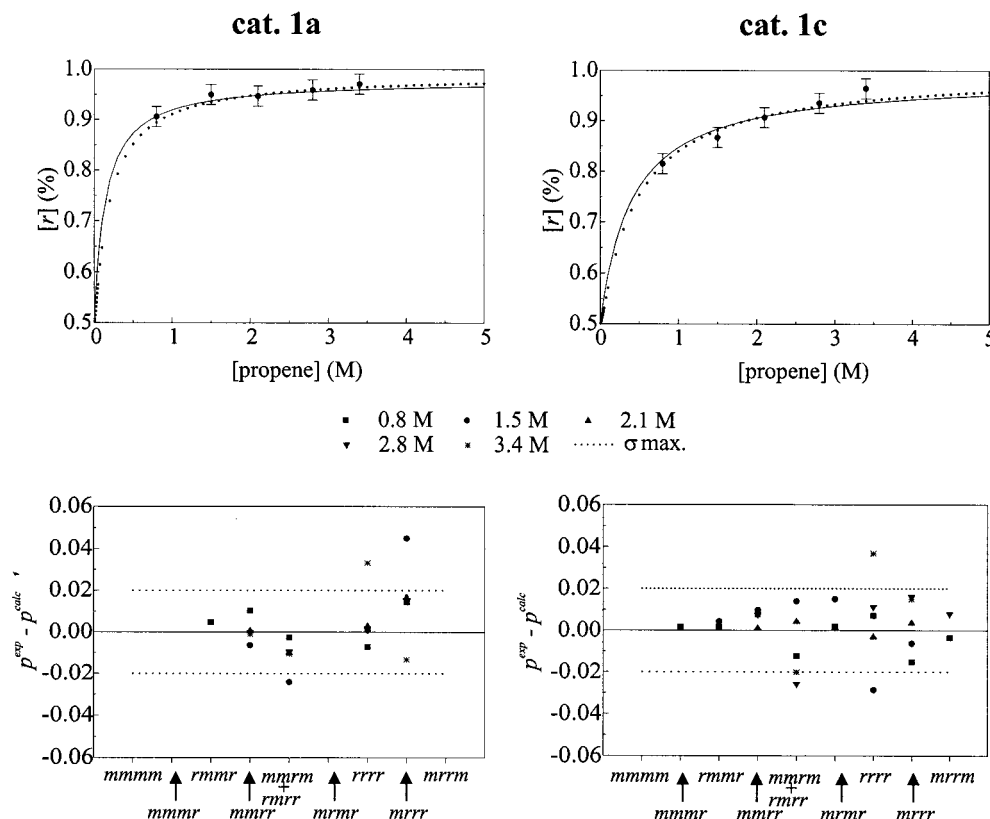 cat. 1a
cat. 1c
1.0
0.9
0.8
0.7
0.6
0.5
[r] (%)
0 1 2 3 4 5
[propene] (M)
1.0
0.9
0.8
0.7
0.6
0.5
[r] (%)
0 1 2 3 4 5
[propene] (M)
■ 0.8 M ● 1.5 M ▲ 2.1 M
▼ 2.8 M ✳ 3.4 M ······ σ max.
0.06
0.04
0.02
0.00
-0.02
-0.04
-0.06
p^exp - p^calc
mmmm rmmr mmrm rrrr mrrm
+
mmmr mmrr rmrr mrmr mrrr
0.06
0.04
0.02
0.00
-0.02
-0.04
-0.06
p^exp - p^calc
mmmm rmmr mmrm rrrr mrrm
+
mmmr mmrr rmrr mrmr mrrr